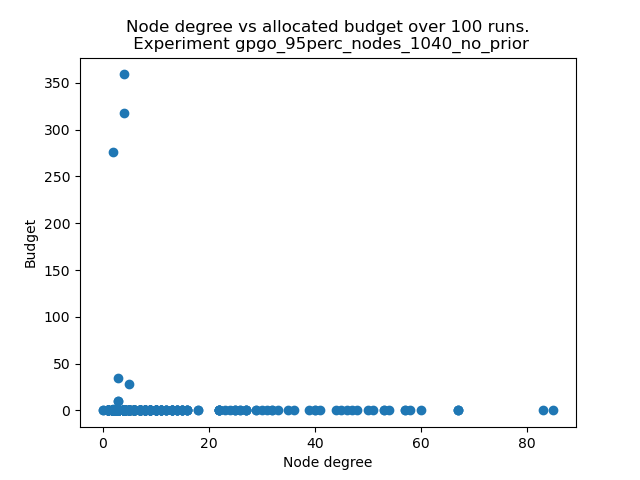 Node degree vs allocated budget over 100 runs.
Experiment gpgo_95perc_nodes_1040_no_prior
350
300
250
200
150
100
50
0
Budget
0 20 40 60 80
Node degree